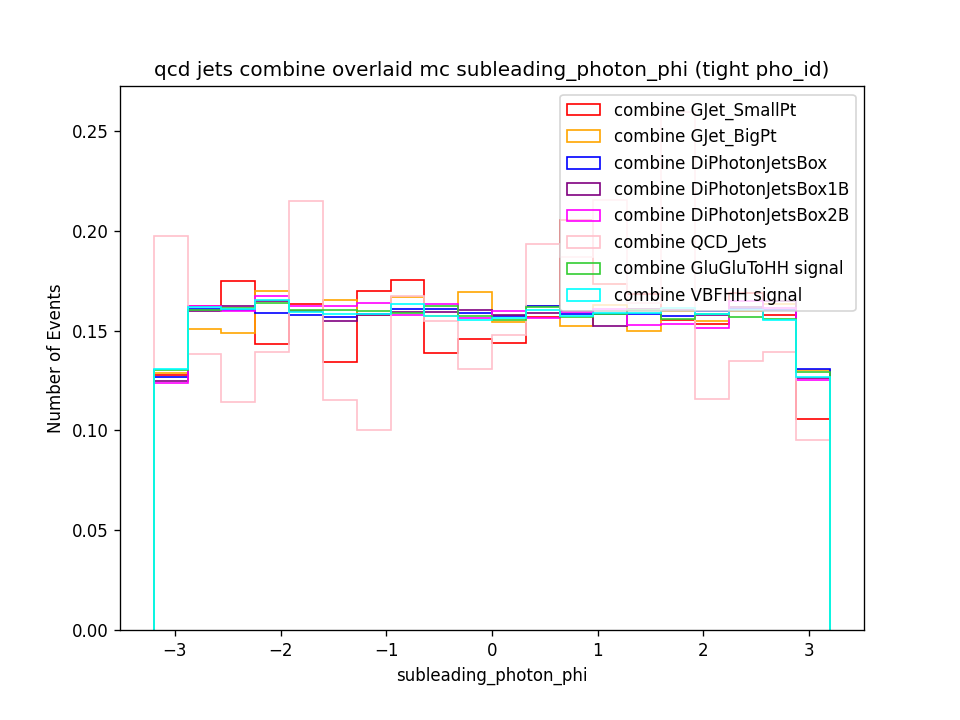 qcd jets combine overlaid mc subleading_photon_phi (tight pho_id)
combine GJet_SmallPt
combine GJet_BigPt
combine DiPhotonJetsBox
combine DiPhotonJetsBox1B
combine DiPhotonJetsBox2B
combine QCD_Jets
combine GluGluToHH signal
combine VBFHH signal
Number of Events
0.25
0.20
0.15
0.10
0.05
0.00
−3
−2
−1
0
1
2
3
subleading_photon_phi